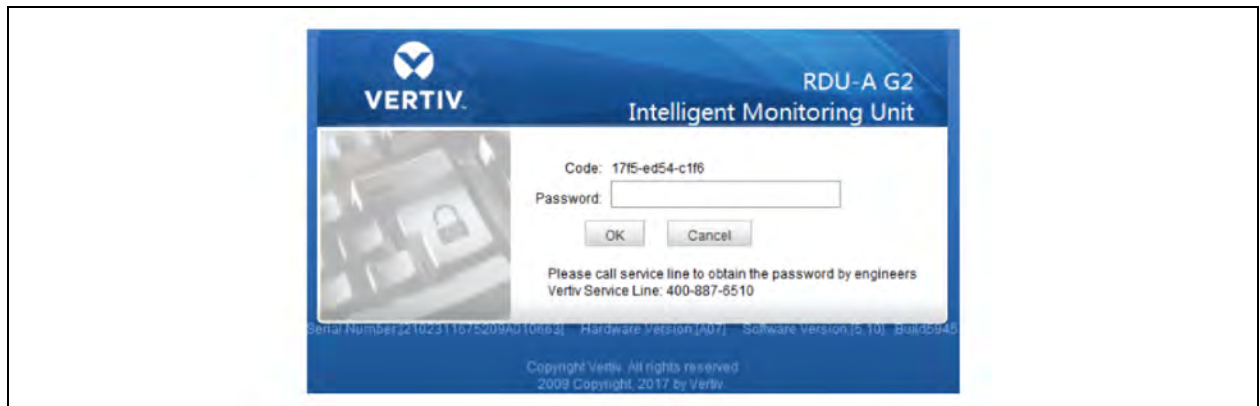 VERTIV.
RDU-A G2
Intelligent Monitoring Unit
Code: 17f5-ed54-c1f6
Password:
OK Cancel
Please call service line to obtain the password by engineers
Vertiv Service Line: 400-887-6510
Serial Number:[2102311675209A010663] Hardware Version:[A07] Software Version:[5.10] Build5945
Copyright Vertiv. All rights reserved
2009 Copyright, 2017 by Vertiv